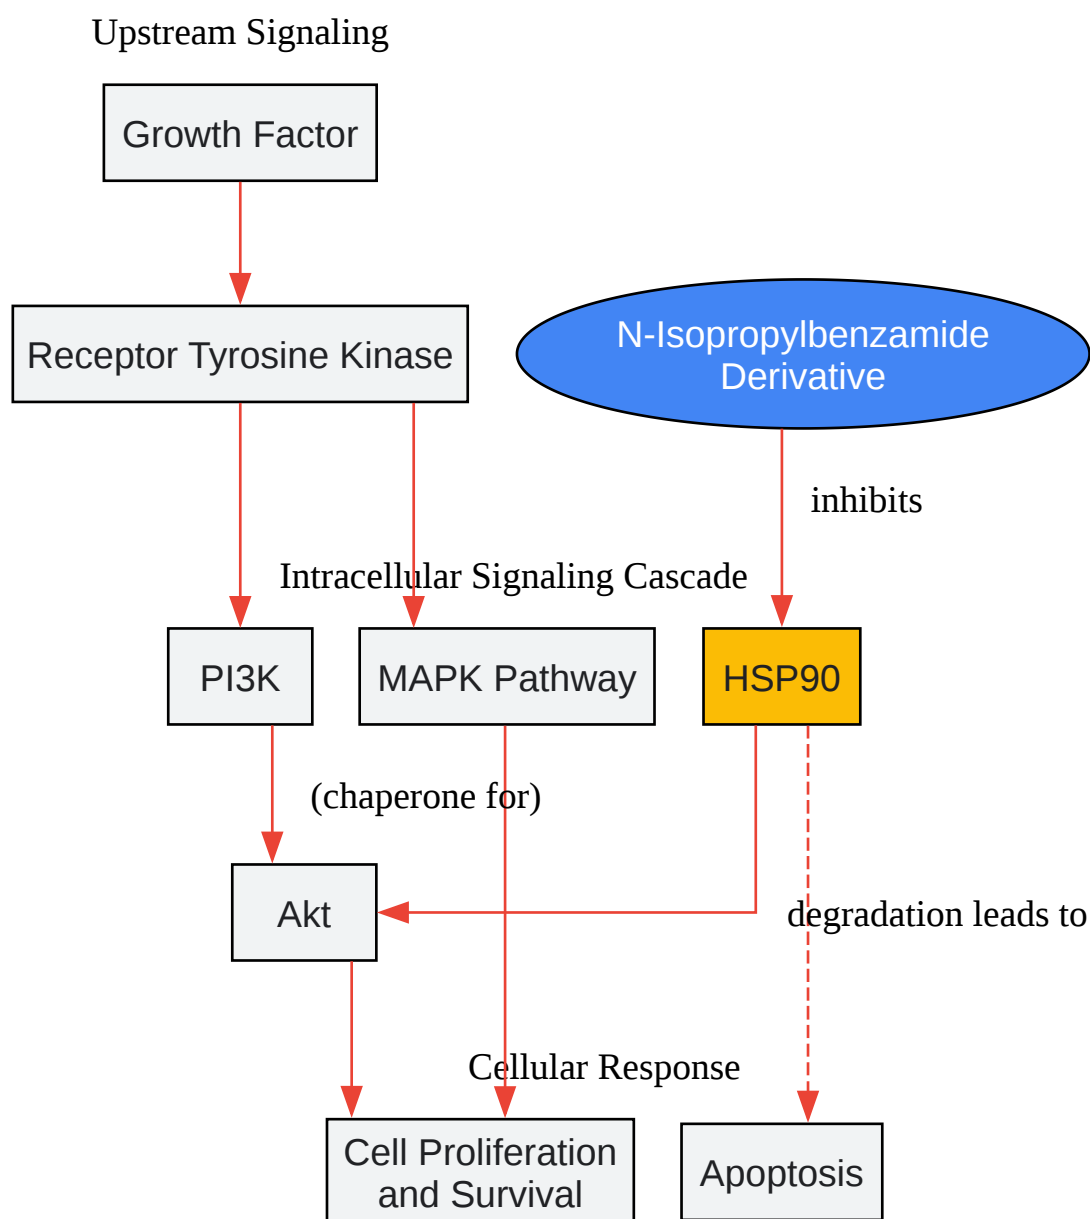 Upstream Signaling
Growth Factor
Receptor Tyrosine Kinase
N-Isopropylbenzamide
Derivative
inhibits
Intracellular Signaling Cascade
PI3K
MAPK Pathway
HSP90
(chaperone for)
Akt
degradation leads to
Cellular Response
Cell Proliferation
and Survival
Apoptosis